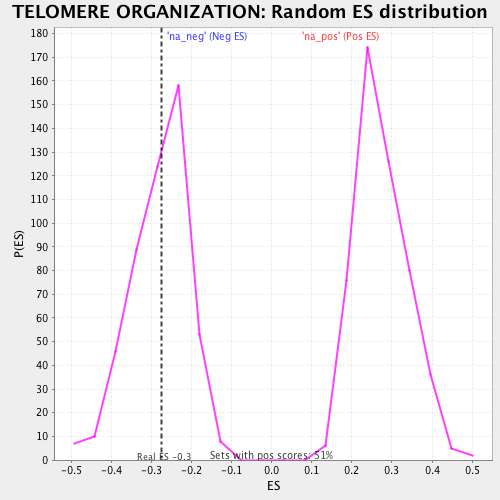 TELOMERE ORGANIZATION: Random ES distribution
'na_neg' (Neg ES)
'na_pos' (Pos ES)
180
170
160
150
140
130
120
110
100
90
80
70
60
50
40
30
20
10
0
P(ES)
Real ES -0.3
Sets with pos scores: 51%
-0.5 -0.4 -0.3 -0.2 -0.1 0.0 0.1 0.2 0.3 0.4 0.5
ES